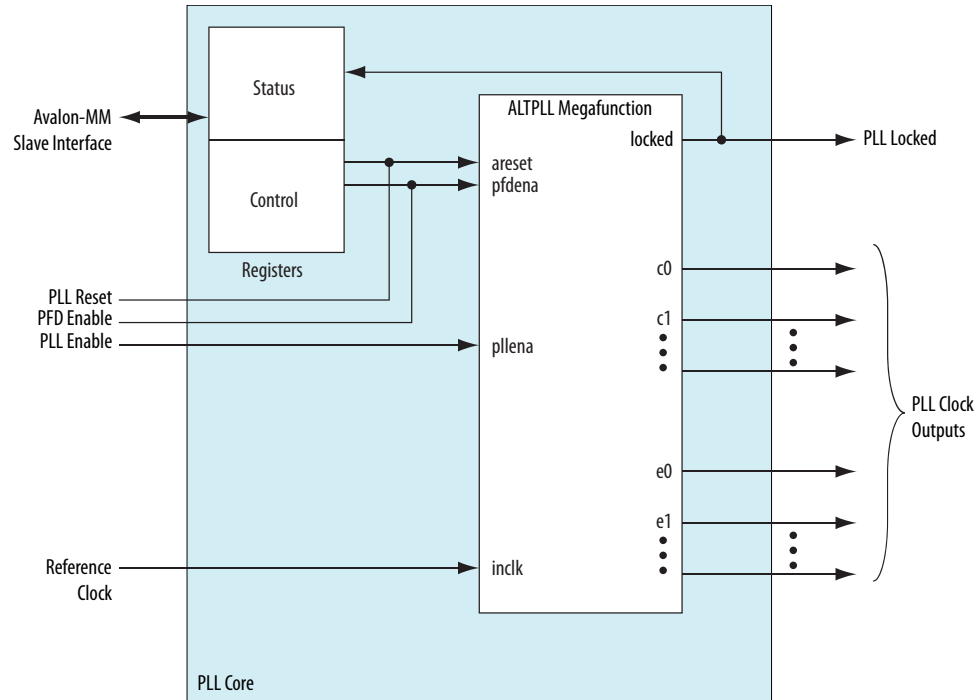 Status
ALTPLL Megafunction
Avalon-MM
Slave Interface
locked
PLL Locked
areset
pfdena
Control
Registers
c0
PLL Reset
PFD Enable
c1
PLL Enable
pllena
PLL Clock
Outputs
e0
e1
Reference
Clock
inclk
PLL Core